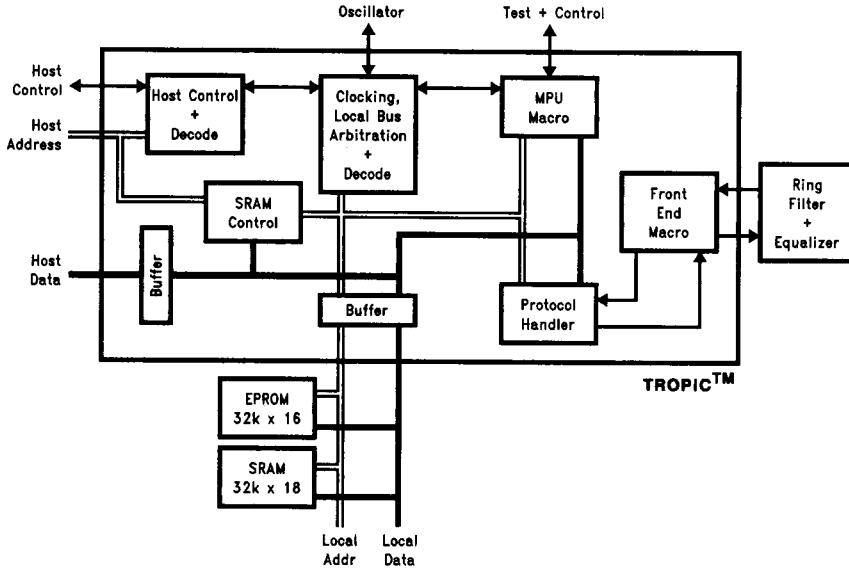 Oscillator
Test + Control
Host
Control
Host
Address
Host Control
+
Decode
Clocking,
Local Bus
Arbitration
+
Decode
MPU
Macro
SRAM
Control
Front
End
Macro
Ring
Filter
+
Equalizer
Host
Data
Buffer
Buffer
Protocol
Handler
TROPIC™
EPROM
32k x 16
SRAM
32k x 18
Local
Addr
Local
Data